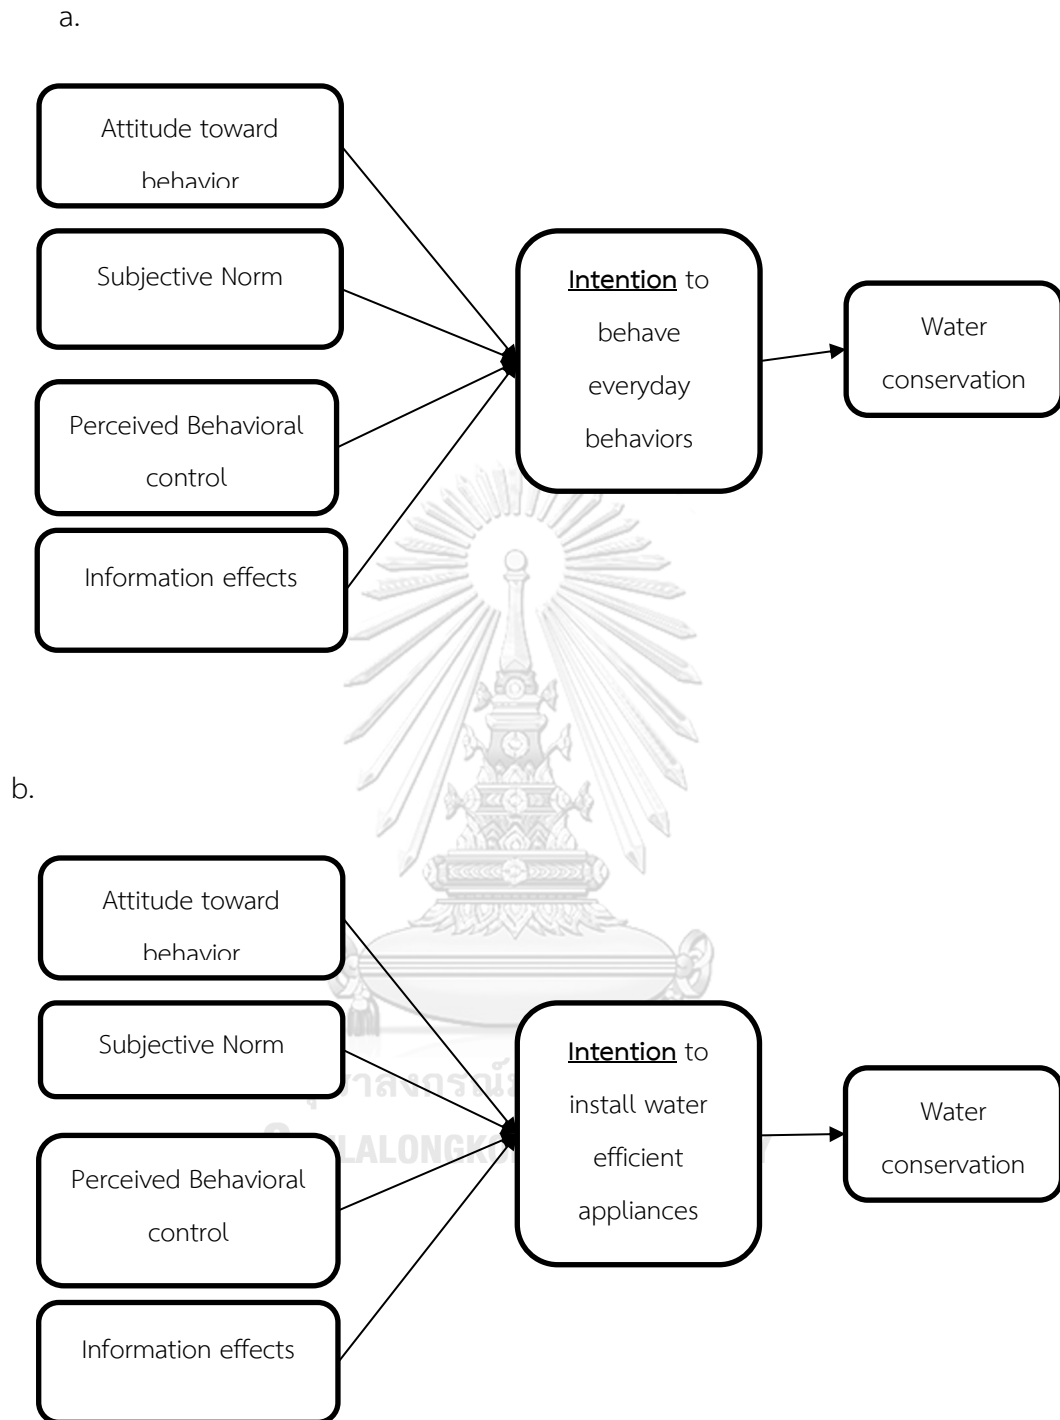 a.
Attitude toward
behavior
Subjective Norm
Perceived Behavioral
control
Information effects
Intention to
behave
everyday
behaviors
Water
conservation
b.
Attitude toward
behavior
Subjective Norm
Perceived Behavioral
control
Information effects
Intention to
install water
efficient
appliances
Water
conservation